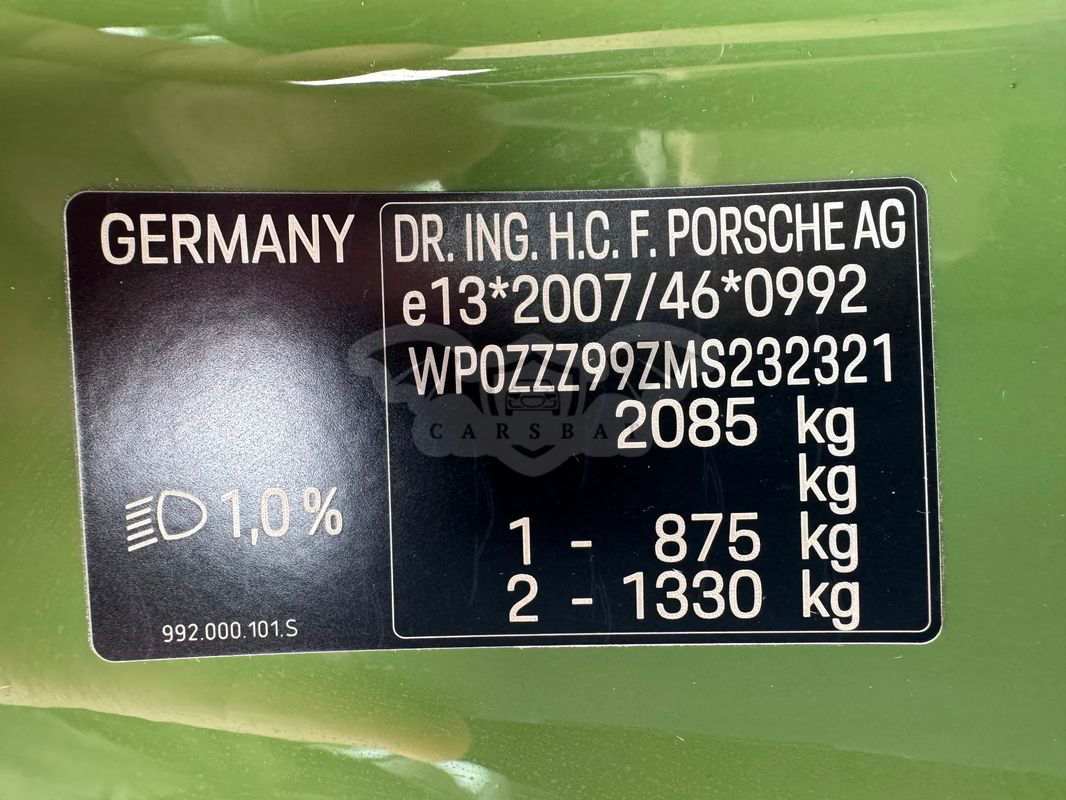 GERMANY
DR. ING. H.C. F. PORSCHE AG
e13*2007/46*0992
WP0ZZZ99ZMS232321
2085 kg
kg
1 - 875 kg
2 - 1330 kg
1,0 %
992.000.101.S